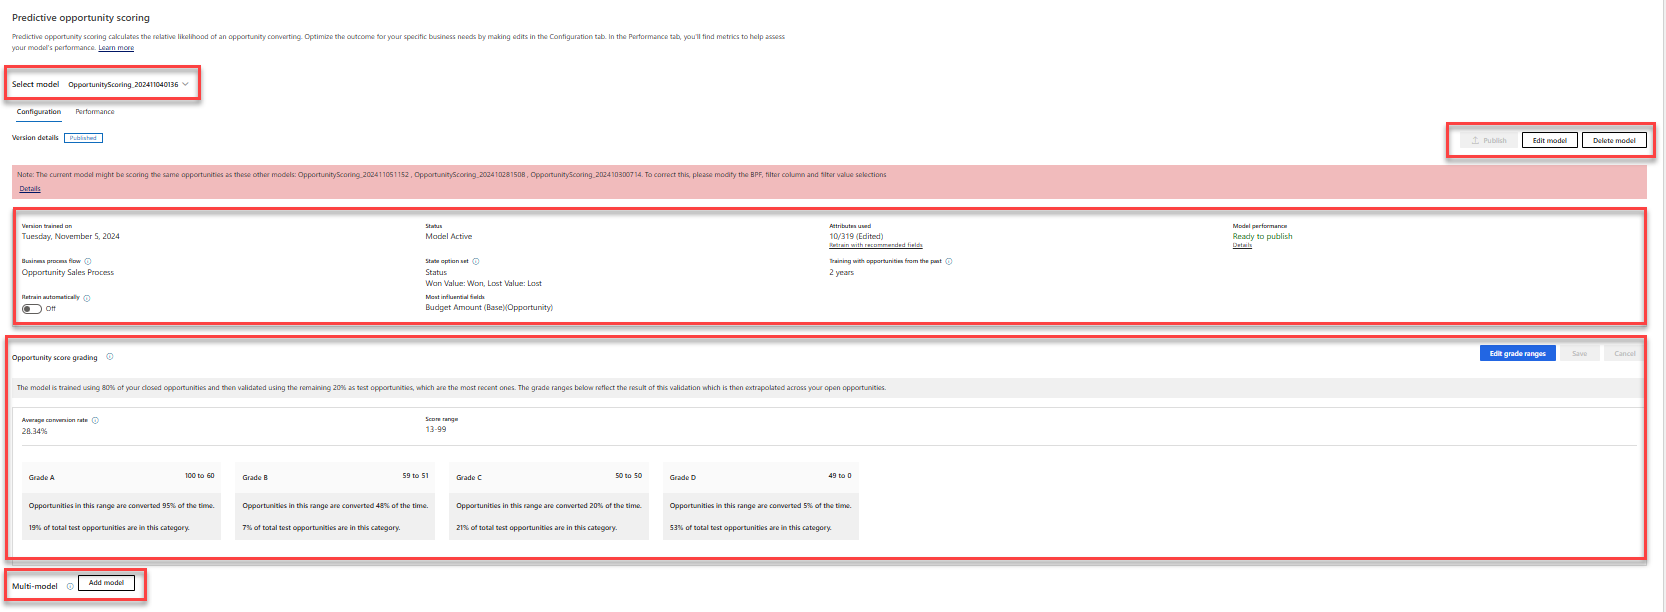 Predictive opportunity scoring
Predictive opportunity scoring calculates the relative likelihood of an opportunity converting. Optimize the outcome for your specific business needs by making edits in the Configuration tab. In the Performance tab, you'll find metrics to help assess
your model's performance. Learn more
Select model OpportunityScoring_202411040136
Configuration Performance
Version details Published
Publish Edit model Delete model
Note: The current model might be scoring the same opportunities as these other models: OpportunityScoring_202411051152 , OpportunityScoring_202410281508 , OpportunityScoring_202410300714. To correct this, please modify the BPF, filter column and filter value selections
Details
Version trained on Status Attributes used Model performance
Tuesday, November 5, 2024 Model Active 10/319 (Edited) Ready to publish
Retrain with recommended fields Details
Business process flow State option set Training with opportunities from the past
Opportunity Sales Process Status 2 years
Won Value: Won, Lost Value: Lost
Retrain automatically Most influential fields
Off Budget Amount (Base)(Opportunity)
Opportunity score grading Edit grade ranges Save Cancel
The model is trained using 80% of your closed opportunities and then validated using the remaining 20% as test opportunities, which are the most recent ones. The grade ranges below reflect the result of this validation which is then extrapolated across your open opportunities.
Average conversion rate Score range
28.34% 13-99
Grade A 100 to 60 Grade B 59 to 51 Grade C 50 to 50 Grade D 49 to 0
Opportunities in this range are converted 95% of the time. Opportunities in this range are converted 48% of the time. Opportunities in this range are converted 20% of the time. Opportunities in this range are converted 5% of the time.
19% of total test opportunities are in this category. 7% of total test opportunities are in this category. 21% of total test opportunities are in this category. 53% of total test opportunities are in this category.
Multi-model Add model